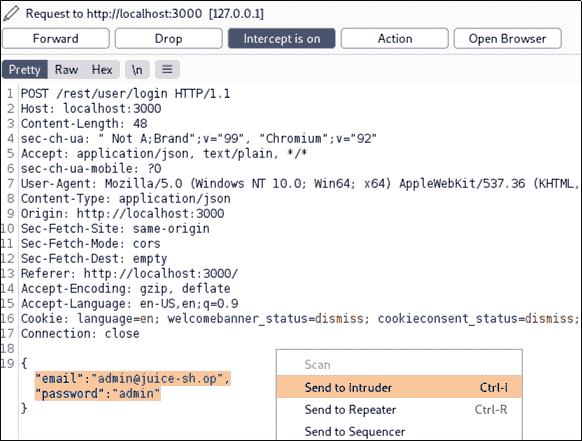 Request to http://localhost:3000 [127.0.0.1]
Forward Drop Intercept is on Action Open Browser
Pretty Raw Hex \n
1 POST /rest/user/login HTTP/1.1
2 Host: localhost:3000
3 Content-Length: 48
4 sec-ch-ua: " Not A;Brand";v="99", "Chromium";v="92"
5 Accept: application/json, text/plain, */*
6 sec-ch-ua-mobile: ?0
7 User-Agent: Mozilla/5.0 (Windows NT 10.0; Win64; x64) AppleWebKit/537.36 (KHTML,
8 Content-Type: application/json
9 Origin: http://localhost:3000
10 Sec-Fetch-Site: same-origin
11 Sec-Fetch-Mode: cors
12 Sec-Fetch-Dest: empty
13 Referer: http://localhost:3000/
14 Accept-Encoding: gzip, deflate
15 Accept-Language: en-US,en;q=0.9
16 Cookie: language=en; welcomebanner_status=dismiss; cookieconsent_status=dismiss;
17 Connection: close
18
19 {
"email":"admin@juice-sh.op",
"password":"admin"
}
Scan
Send to Intruder Ctrl-I
Send to Repeater Ctrl-R
Send to Sequencer